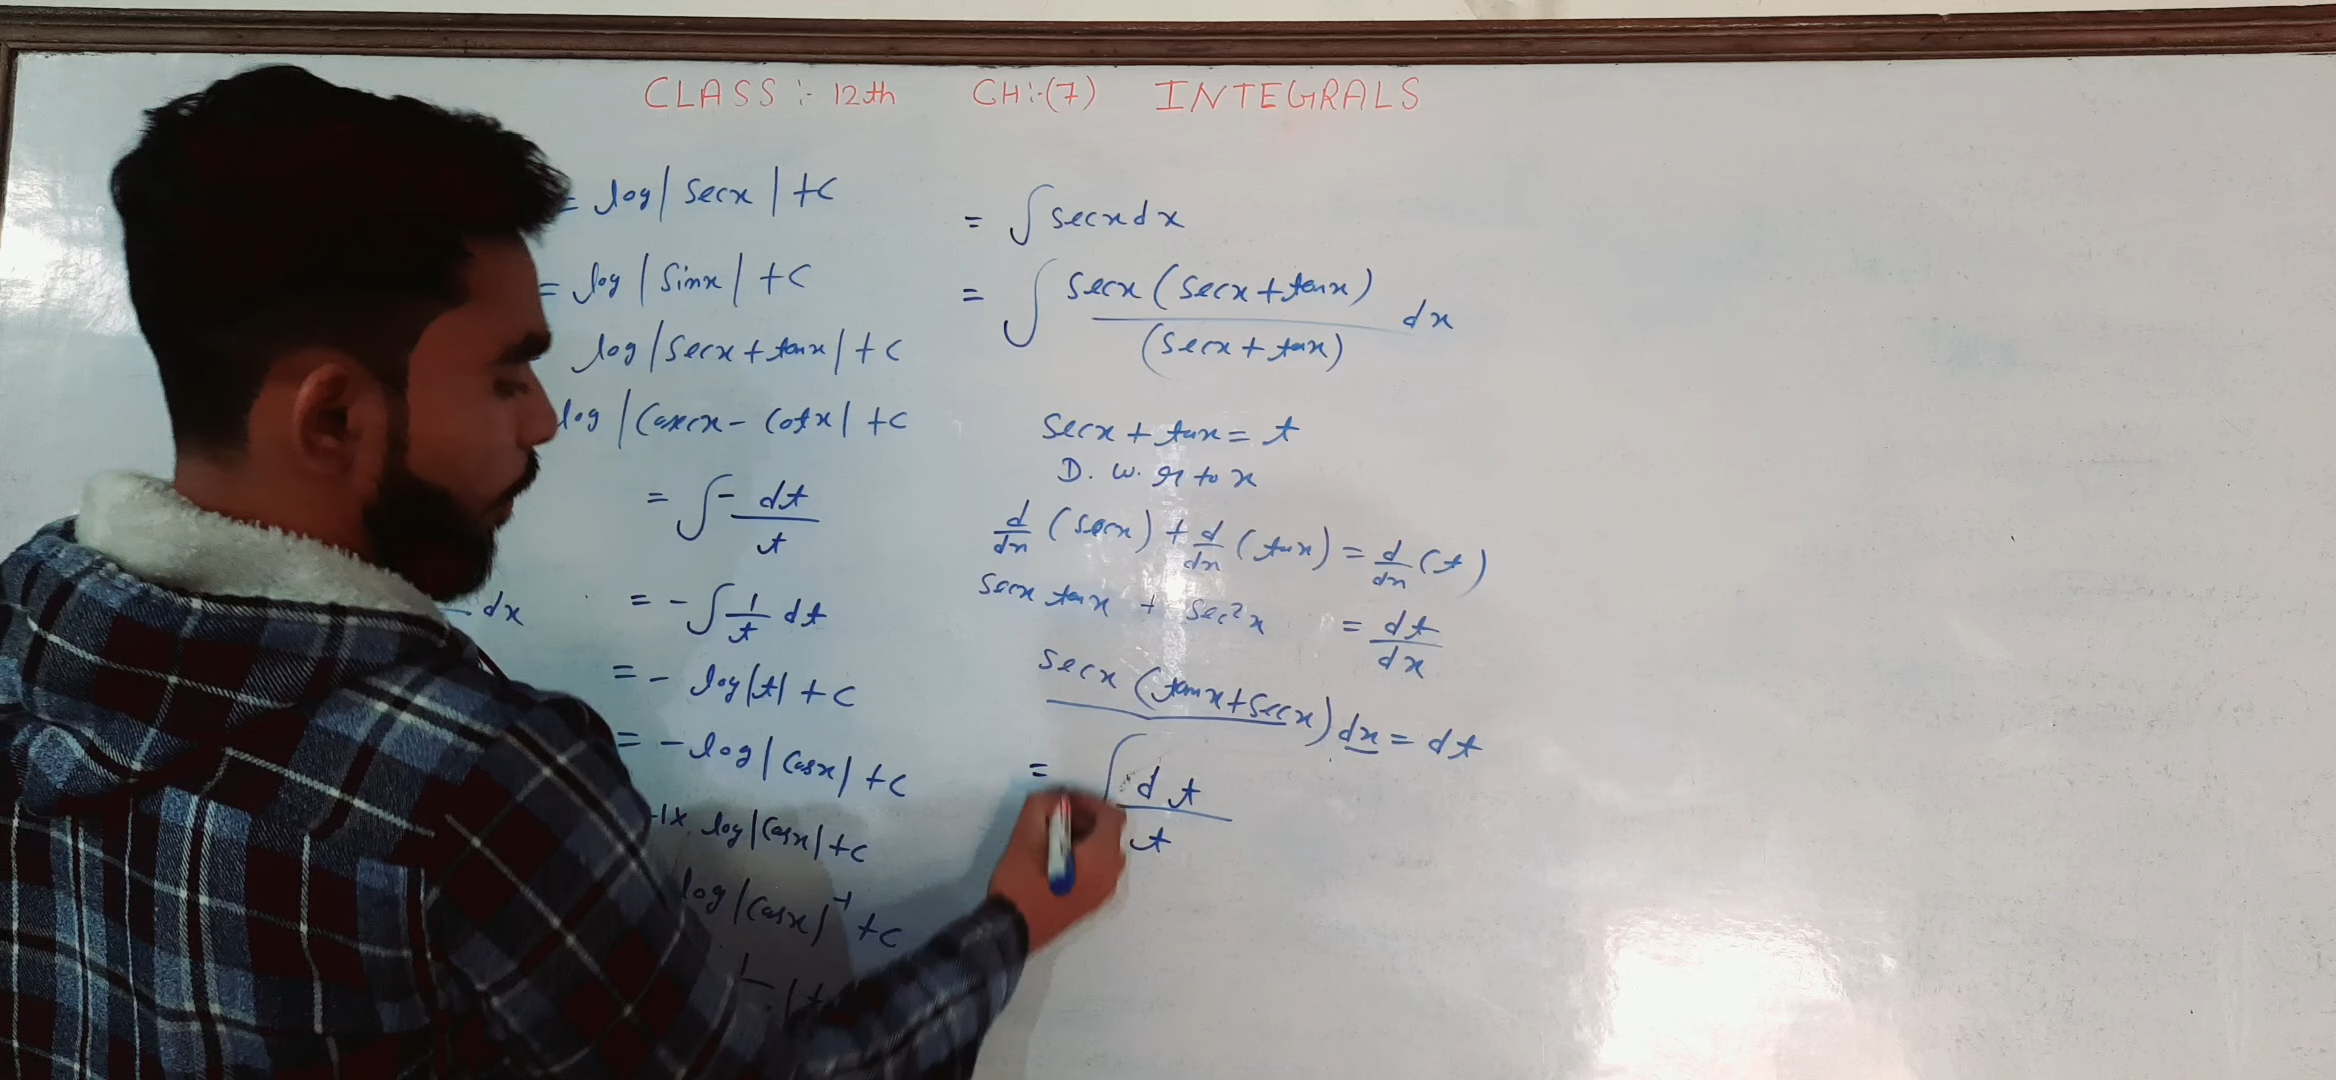 CLASS :- 12th CH:-(7) INTEGRALS
= log | secx | +c
= log | sinx | +c
log | secx + tanx | +c
log | cosecx - cotx | +c
= ∫ - dt / t
dx
= - ∫ 1/t dt
= - log |t| + c
= - log | cosx | +c
-1x log | cosx | +c
log | cosx |⁻¹ +c
1
= ∫ secx dx
= ∫ secx (secx + tanx) / (secx + tanx) dx
secx + tanx = t
D. w. r to x
d/dx (secx) + d/dx (tanx) = d/dx (t)
secx tanx + sec²x = dt/dx
secx (tanx + secx) dx = dt
= ∫ dt / t